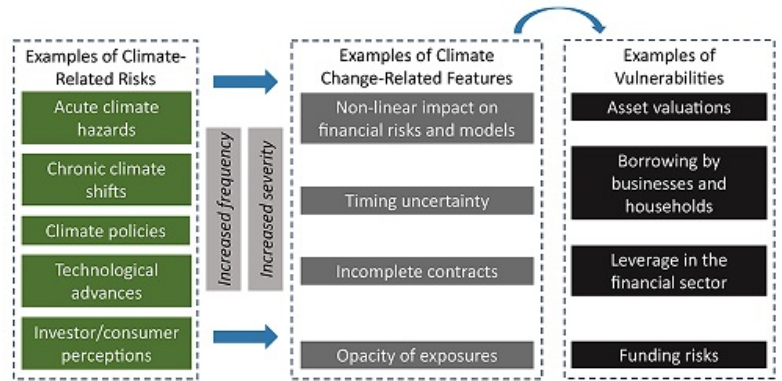 Examples of Climate-
Related Risks
Acute climate
hazards
Chronic climate
shifts
Climate policies
Technological
advances
Investor/consumer
perceptions
Increased frequency
Increased severity
Examples of Climate
Change-Related Features
Non-linear impact on
financial risks and models
Timing uncertainty
Incomplete contracts
Opacity of exposures
Examples of
Vulnerabilities
Asset valuations
Borrowing by
businesses and
households
Leverage in the
financial sector
Funding risks